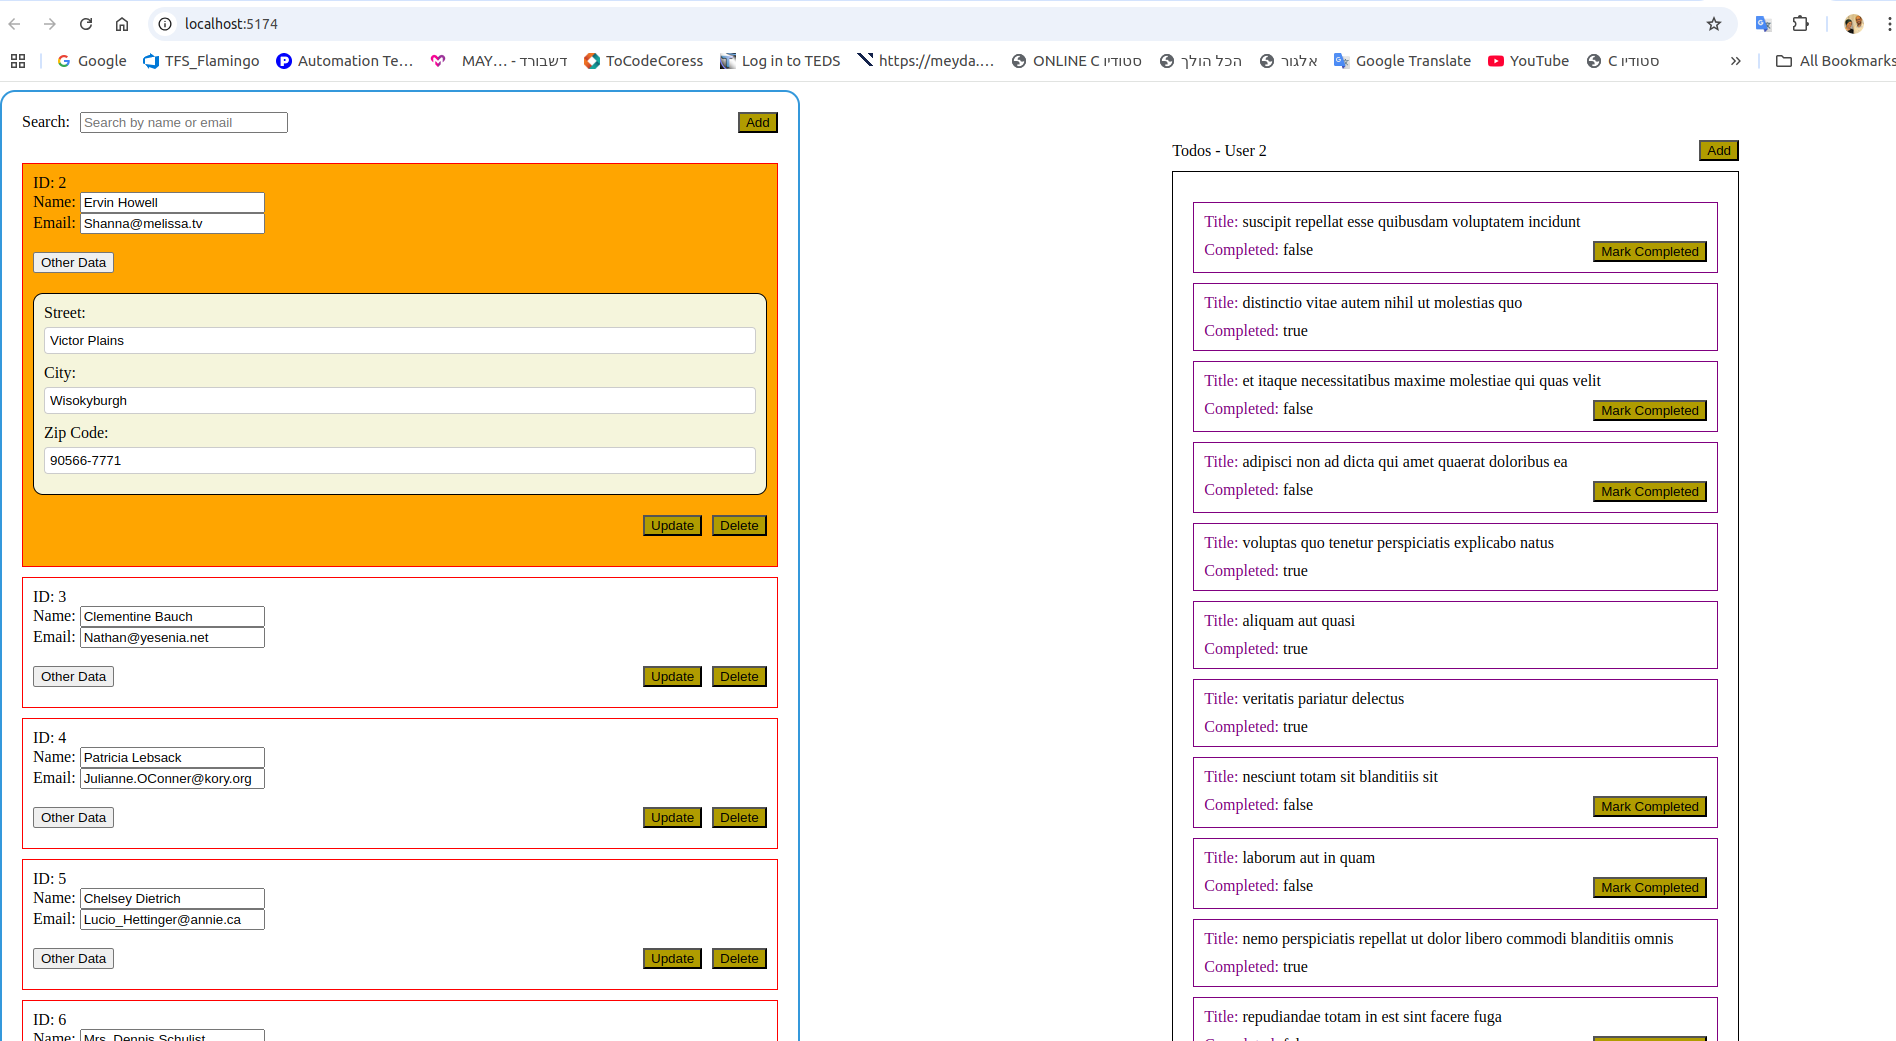 localhost:5174
Google TFS_Flamingo Automation Te... MAY... - דשבורד ToCodeCoress Log in to TEDS https://meyda.... ONLINE C סטודיו הכל הולך אלגור Google Translate YouTube C סטודיו » All Bookmarks
Search: Search by name or email Add
ID: 2
Name: Ervin Howell
Email: Shanna@melissa.tv
Other Data
Street:
Victor Plains
City:
Wisokyburgh
Zip Code:
90566-7771
Update Delete
ID: 3
Name: Clementine Bauch
Email: Nathan@yesenia.net
Other Data Update Delete
ID: 4
Name: Patricia Lebsack
Email: Julianne.OConner@kory.org
Other Data Update Delete
ID: 5
Name: Chelsey Dietrich
Email: Lucio_Hettinger@annie.ca
Other Data Update Delete
ID: 6
Name: Mrs. Dennis Schulist
Todos - User 2 Add
Title: suscipit repellat esse quibusdam voluptatem incidunt
Completed: false Mark Completed
Title: distinctio vitae autem nihil ut molestias quo
Completed: true
Title: et itaque necessitatibus maxime molestiae qui quas velit
Completed: false Mark Completed
Title: adipisci non ad dicta qui amet quaerat doloribus ea
Completed: false Mark Completed
Title: voluptas quo tenetur perspiciatis explicabo natus
Completed: true
Title: aliquam aut quasi
Completed: true
Title: veritatis pariatur delectus
Completed: true
Title: nesciunt totam sit blanditiis sit
Completed: false Mark Completed
Title: laborum aut in quam
Completed: false Mark Completed
Title: nemo perspiciatis repellat ut dolor libero commodi blanditiis omnis
Completed: true
Title: repudiandae totam in est sint facere fuga
Completed: false